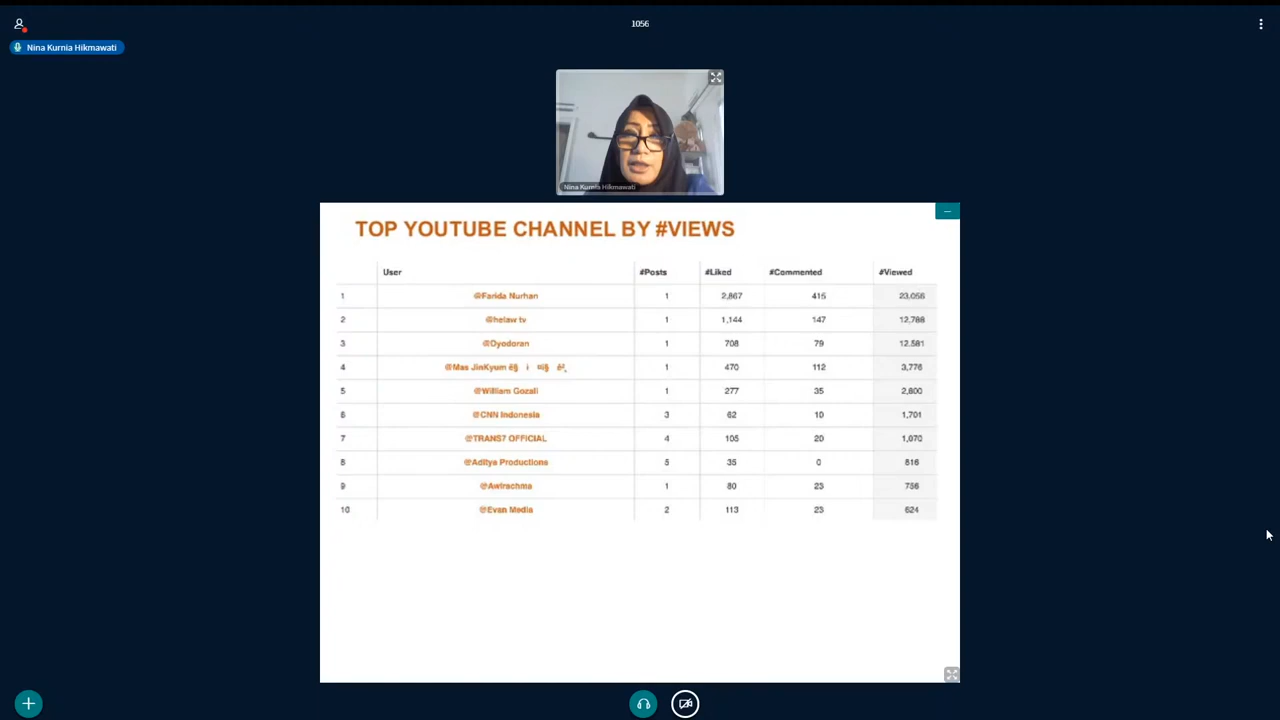 1056
Nina Kurnia Hikmawati
Nina Kurnia Hikmawati
TOP YOUTUBE CHANNEL BY #VIEWS
User #Posts #Liked #Commented #Viewed
1 @Farida Nurhan 1 2,867 415 23,056
2 @helaw tv 1 1,144 147 12,788
3 @Dyodoran 1 708 79 12,581
4 @Mas JinKyum 1 470 112 3,776
5 @William Gozali 1 277 35 2,800
6 @CNN Indonesia 3 62 10 1,701
7 @TRANS7 OFFICIAL 4 105 20 1,070
8 @Aditya Productions 5 35 0 816
9 @Awirachma 1 80 23 756
10 @Evan Media 2 113 23 624